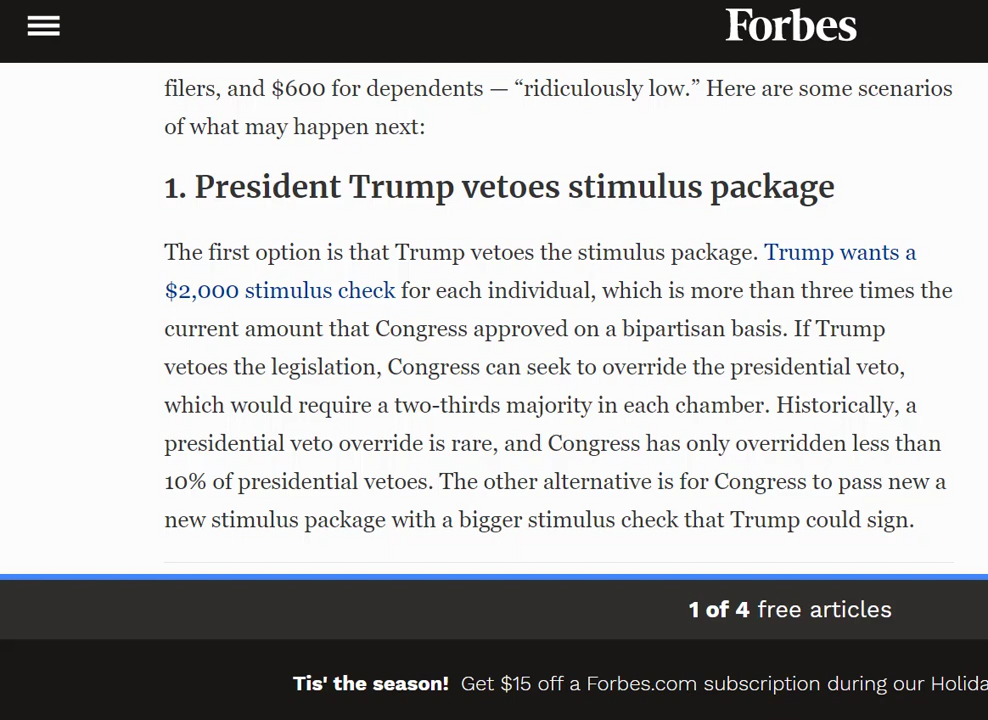 Forbes
filers, and $600 for dependents — “ridiculously low.” Here are some scenarios
of what may happen next:
1. President Trump vetoes stimulus package
The first option is that Trump vetoes the stimulus package. Trump wants a
$2,000 stimulus check for each individual, which is more than three times the
current amount that Congress approved on a bipartisan basis. If Trump
vetoes the legislation, Congress can seek to override the presidential veto,
which would require a two-thirds majority in each chamber. Historically, a
presidential veto override is rare, and Congress has only overridden less than
10% of presidential vetoes. The other alternative is for Congress to pass new a
new stimulus package with a bigger stimulus check that Trump could sign.
1 of 4 free articles
Tis' the season! Get $15 off a Forbes.com subscription during our Holida